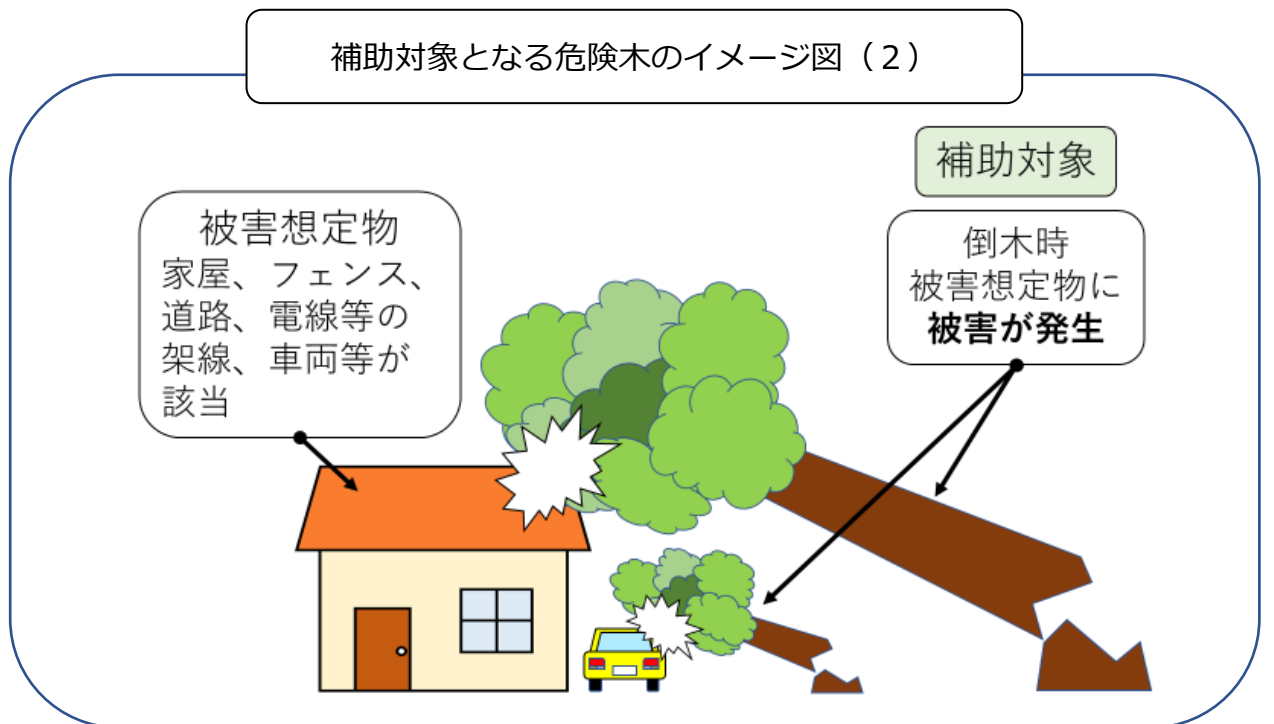 補助対象となる危険木のイメージ図（２）
補助対象
被害想定物
家屋、フェンス、
道路、電線等の
架線、車両等が
該当
倒木時
被害想定物に
被害が発生